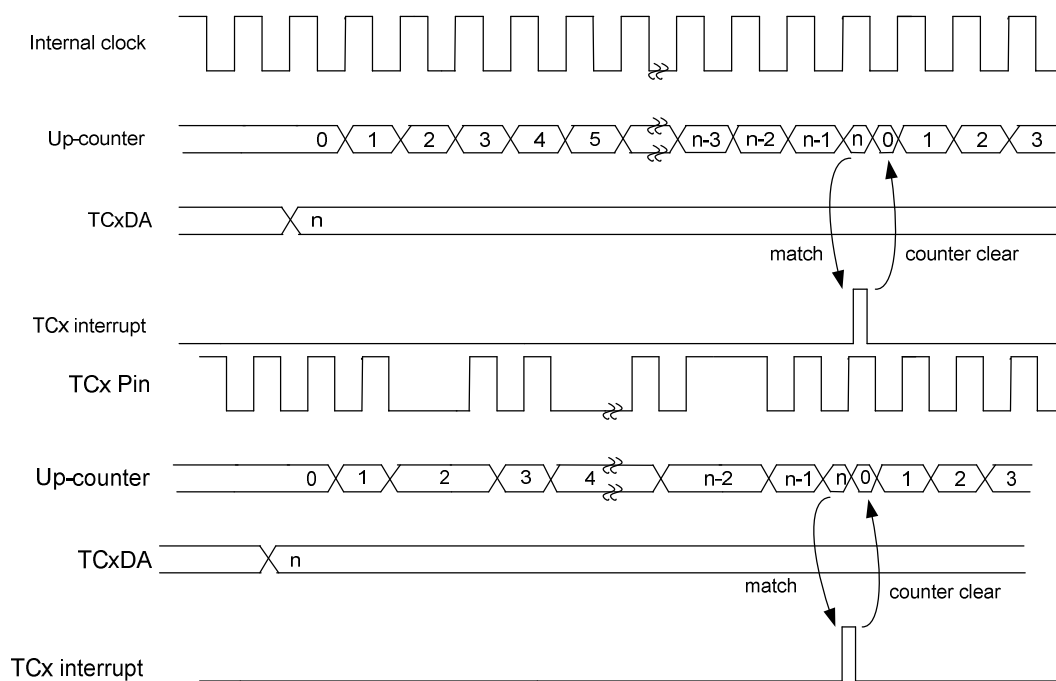 Internal clock
Up-counter 0 1 2 3 4 5 n-3 n-2 n-1 n 0 1 2 3
TCxDA n
match counter clear
TCx interrupt
TCx Pin
Up-counter 0 1 2 3 4 n-2 n-1 n 0 1 2 3
TCxDA n
match counter clear
TCx interrupt